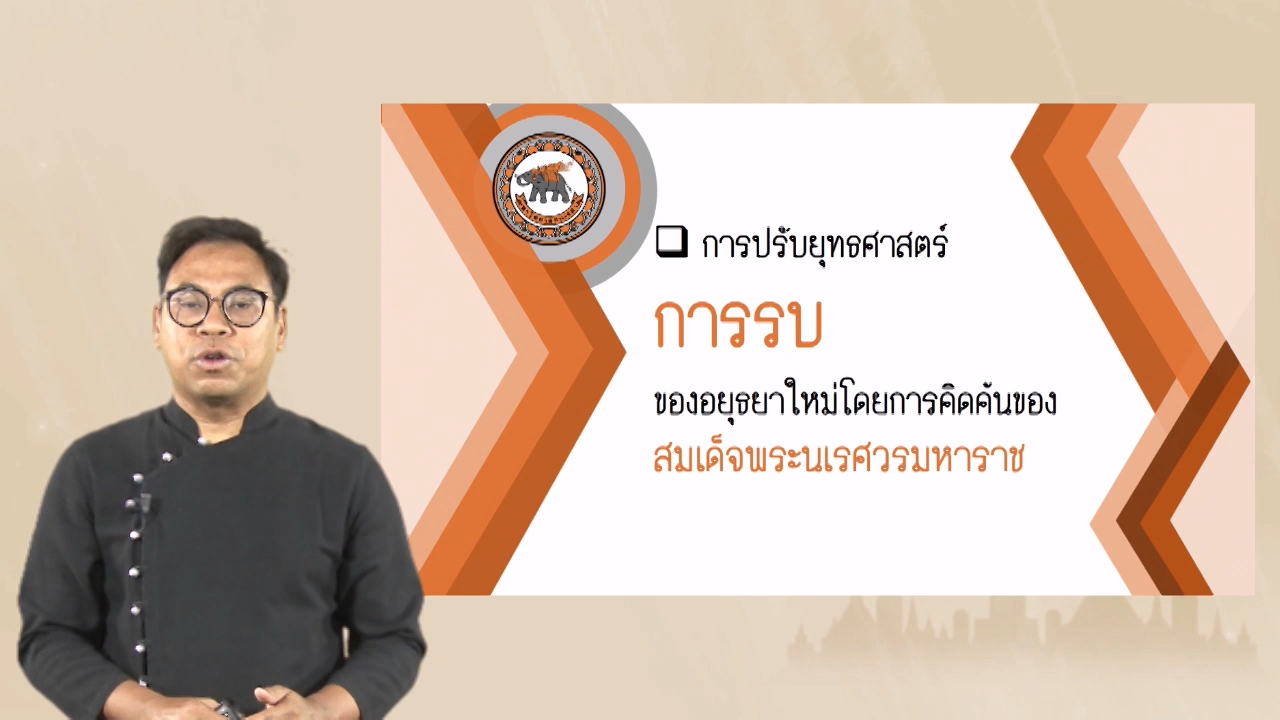 ❑ การปรับยุทธศาสตร์
การรบ
ของอยุธยาใหม่โดยการคิดค้นของ
สมเด็จพระนเรศวรมหาราช